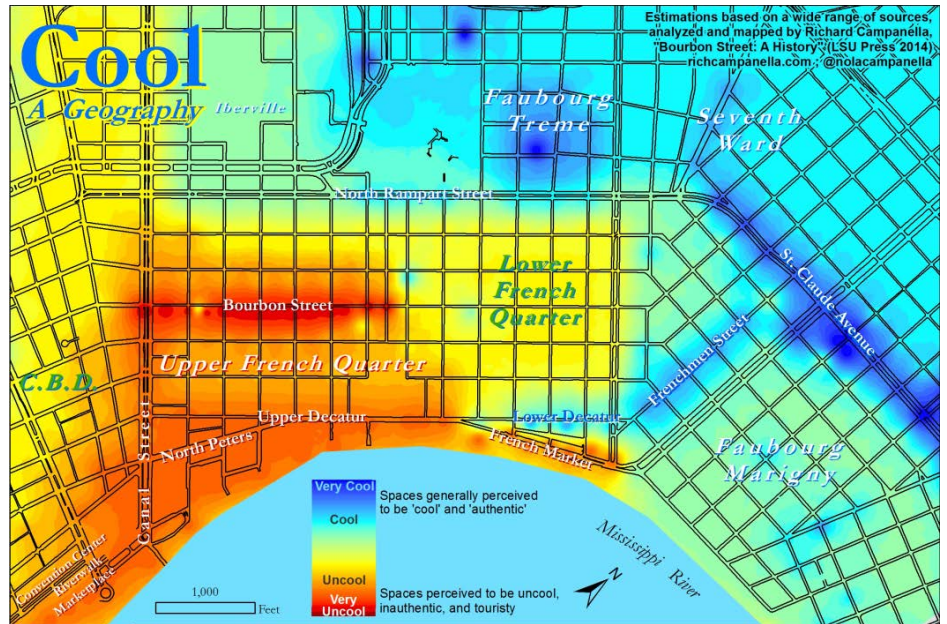 Cool
A Geography
Estimations based on a wide range of sources,
analyzed and mapped by Richard Campanella,
"Bourbon Street: A History" (LSU Press 2014)
richcampanella.com ; @nolacampanella
Iberville
Faubourg
Treme
Seventh
Ward
North Rampart Street
Lower
French
Quarter
St. Claude Avenue
Bourbon Street
Frenchmen Street
Upper French Quarter
C.B.D.
Canal Street
Upper Decatur
Lower Decatur
North Peters
French Market
Faubourg
Marigny
Convention Center
Riverwalk
Marketplace
Very Cool
Cool
Uncool
Very
Uncool
Spaces generally perceived
to be 'cool' and 'authentic'
Spaces perceived to be uncool,
inauthentic, and touristy
Mississippi River
N
1,000
Feet